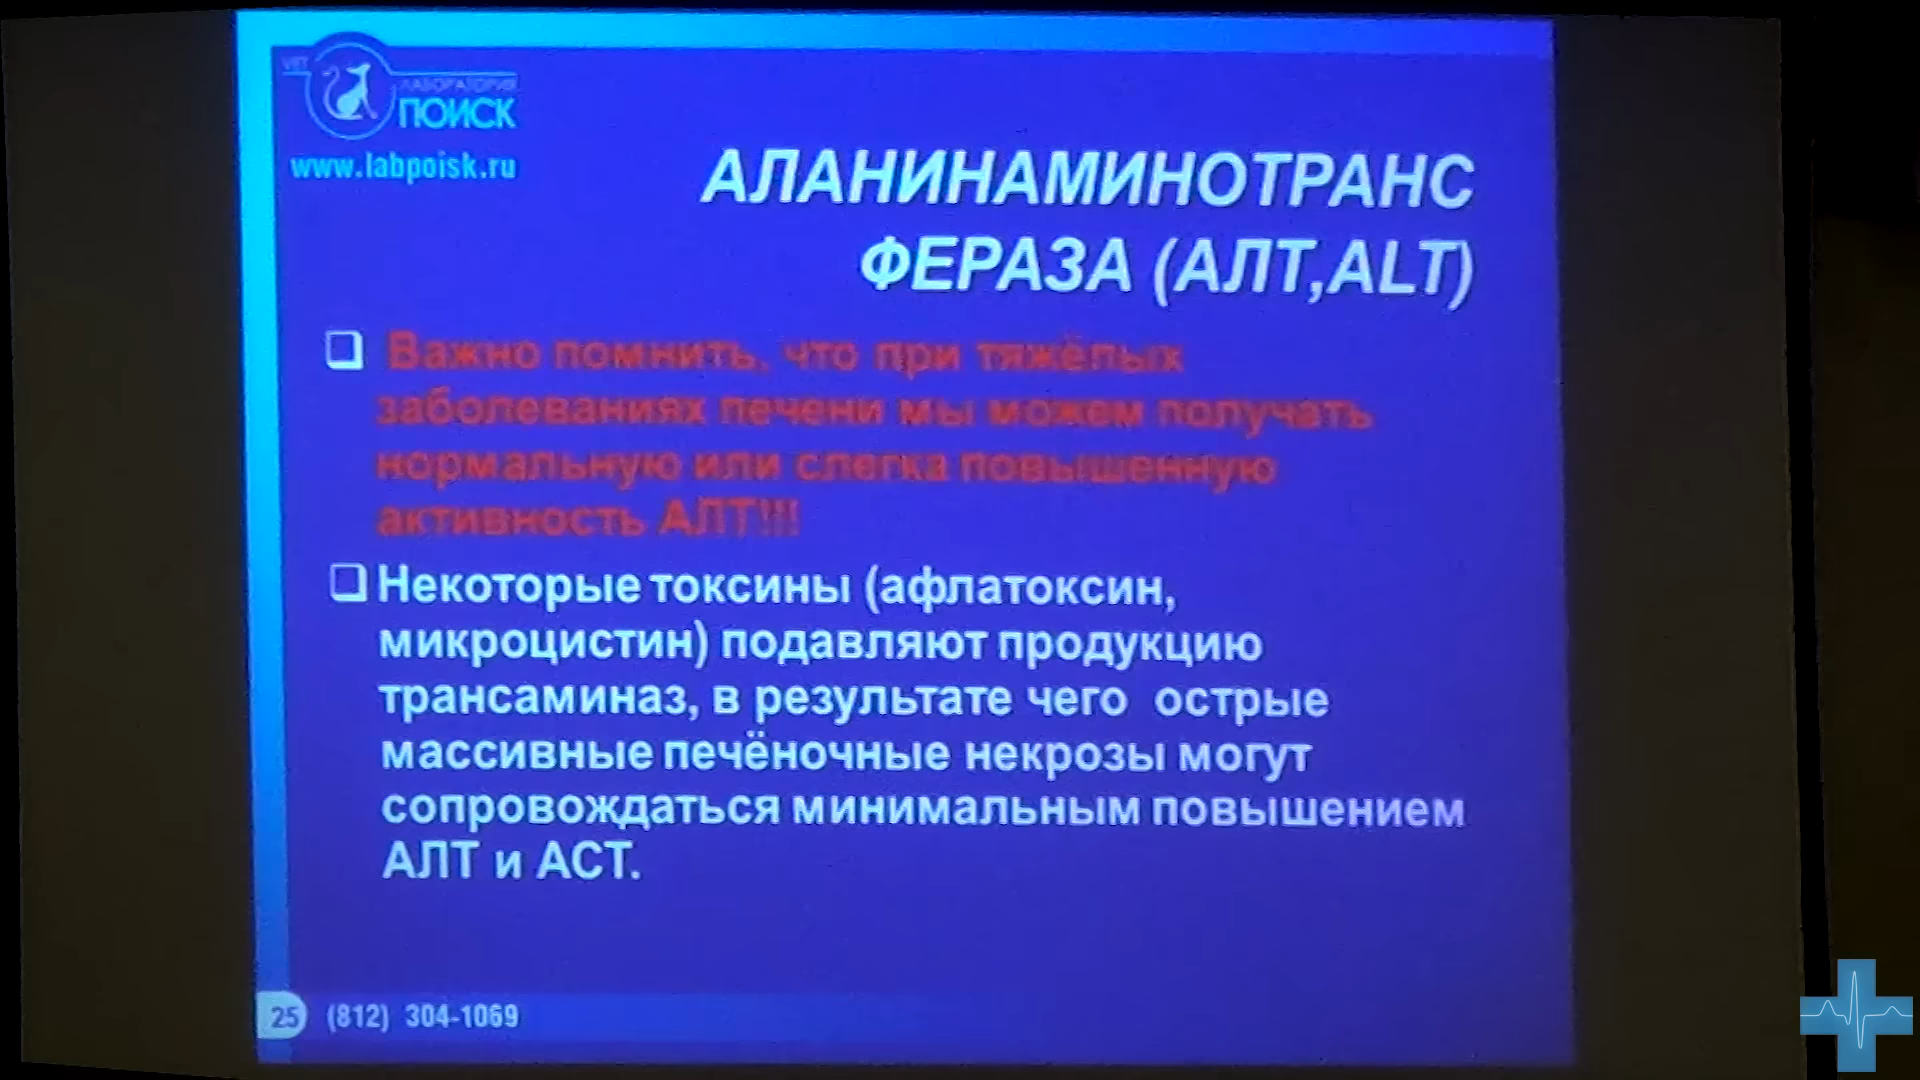 VET
ЛАБОРАТОРИЯ
ПОИСК
www.labpoisk.ru
АЛАНИНАМИНОТРАНС
ФЕРАЗА (АЛТ,ALT)
Важно помнить, что при тяжёлых
заболеваниях печени мы можем получать
нормальную или слегка повышенную
активность АЛТ!!!
Некоторые токсины (афлатоксин,
микроцистин) подавляют продукцию
трансаминаз, в результате чего острые
массивные печёночные некрозы могут
сопровождаться минимальным повышением
АЛТ и АСТ.
25 (812) 304-1069